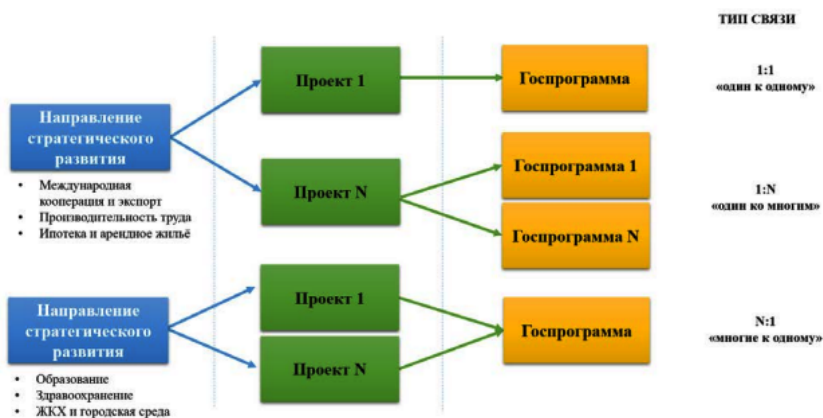 ТИП СВЯЗИ
Проект 1
Госпрограмма
1:1
«один к одному»
Направление
стратегического
развития
• Международная
кооперация и экспорт
• Производительность труда
• Ипотека и арендное жильё
Проект N
Госпрограмма 1
Госпрограмма N
1:N
«один ко многим»
Направление
стратегического
развития
• Образование
• Здравоохранение
• ЖКХ и городская среда
Проект 1
Проект N
Госпрограмма
N:1
«многие к одному»